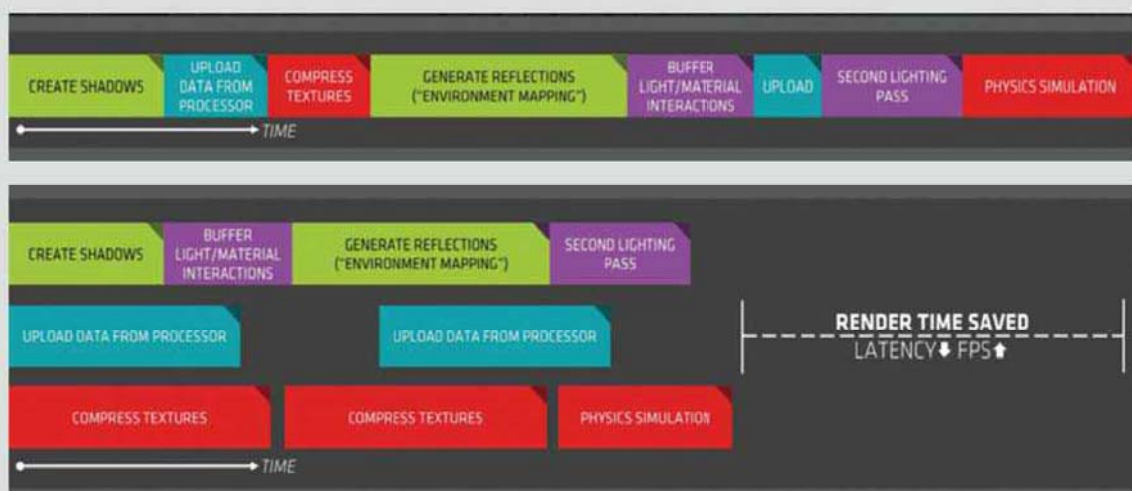 CREATE SHADOWS
UPLOAD
DATA FROM
PROCESSOR
COMPRESS
TEXTURES
GENERATE REFLECTIONS
("ENVIRONMENT MAPPING")
BUFFER
LIGHT/MATERIAL
INTERACTIONS
UPLOAD
SECOND LIGHTING
PASS
PHYSICS SIMULATION
TIME
CREATE SHADOWS
BUFFER
LIGHT/MATERIAL
INTERACTIONS
GENERATE REFLECTIONS
("ENVIRONMENT MAPPING")
SECOND LIGHTING
PASS
UPLOAD DATA FROM PROCESSOR
UPLOAD DATA FROM PROCESSOR
RENDER TIME SAVED
LATENCY⬇ FPS⬆
COMPRESS TEXTURES
COMPRESS TEXTURES
PHYSICS SIMULATION
TIME